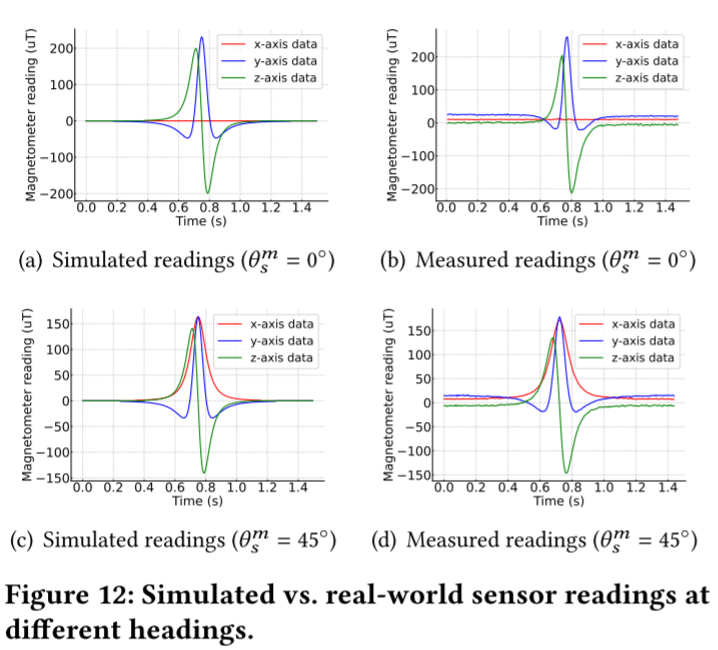 Magnetometer reading (uT)
200
100
0
−100
−200
0.0 0.2 0.4 0.6 0.8 1.0 1.2 1.4
Time (s)
x-axis data
y-axis data
z-axis data
(a) Simulated readings (θₛᵐ = 0°)
Magnetometer reading (uT)
200
100
0
−100
−200
0.0 0.2 0.4 0.6 0.8 1.0 1.2 1.4
Time (s)
x-axis data
y-axis data
z-axis data
(b) Measured readings (θₛᵐ = 0°)
Magnetometer reading (uT)
150
100
50
0
−50
−100
−150
0.0 0.2 0.4 0.6 0.8 1.0 1.2 1.4
Time (s)
x-axis data
y-axis data
z-axis data
(c) Simulated readings (θₛᵐ = 45°)
Magnetometer reading (uT)
150
100
50
0
−50
−100
−150
0.0 0.2 0.4 0.6 0.8 1.0 1.2 1.4
Time (s)
x-axis data
y-axis data
z-axis data
(d) Measured readings (θₛᵐ = 45°)
Figure 12: Simulated vs. real-world sensor readings at
different headings.